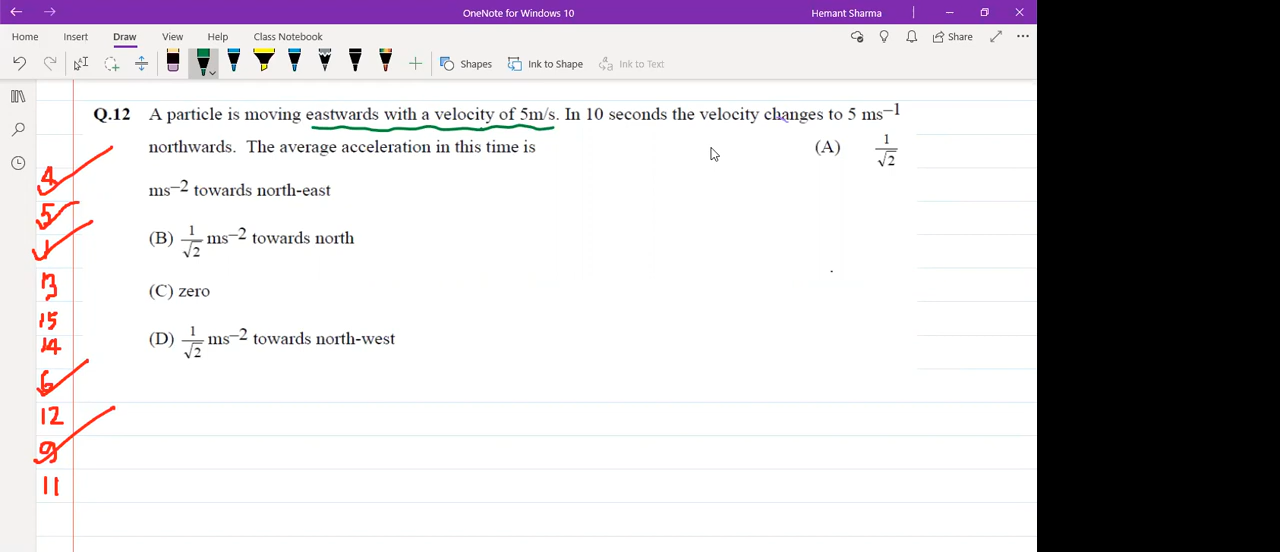 OneNote for Windows 10
Hemant Sharma
Home Insert Draw View Help Class Notebook
Share
Shapes Ink to Shape Ink to Text
Q.12 A particle is moving eastwards with a velocity of 5m/s. In 10 seconds the velocity changes to 5 ms⁻¹
northwards. The average acceleration in this time is (A) 1/√2
ms⁻² towards north-east
(B) 1/√2 ms⁻² towards north
(C) zero
(D) 1/√2 ms⁻² towards north-west
4
5
1
13
15
14
6
12
9
11